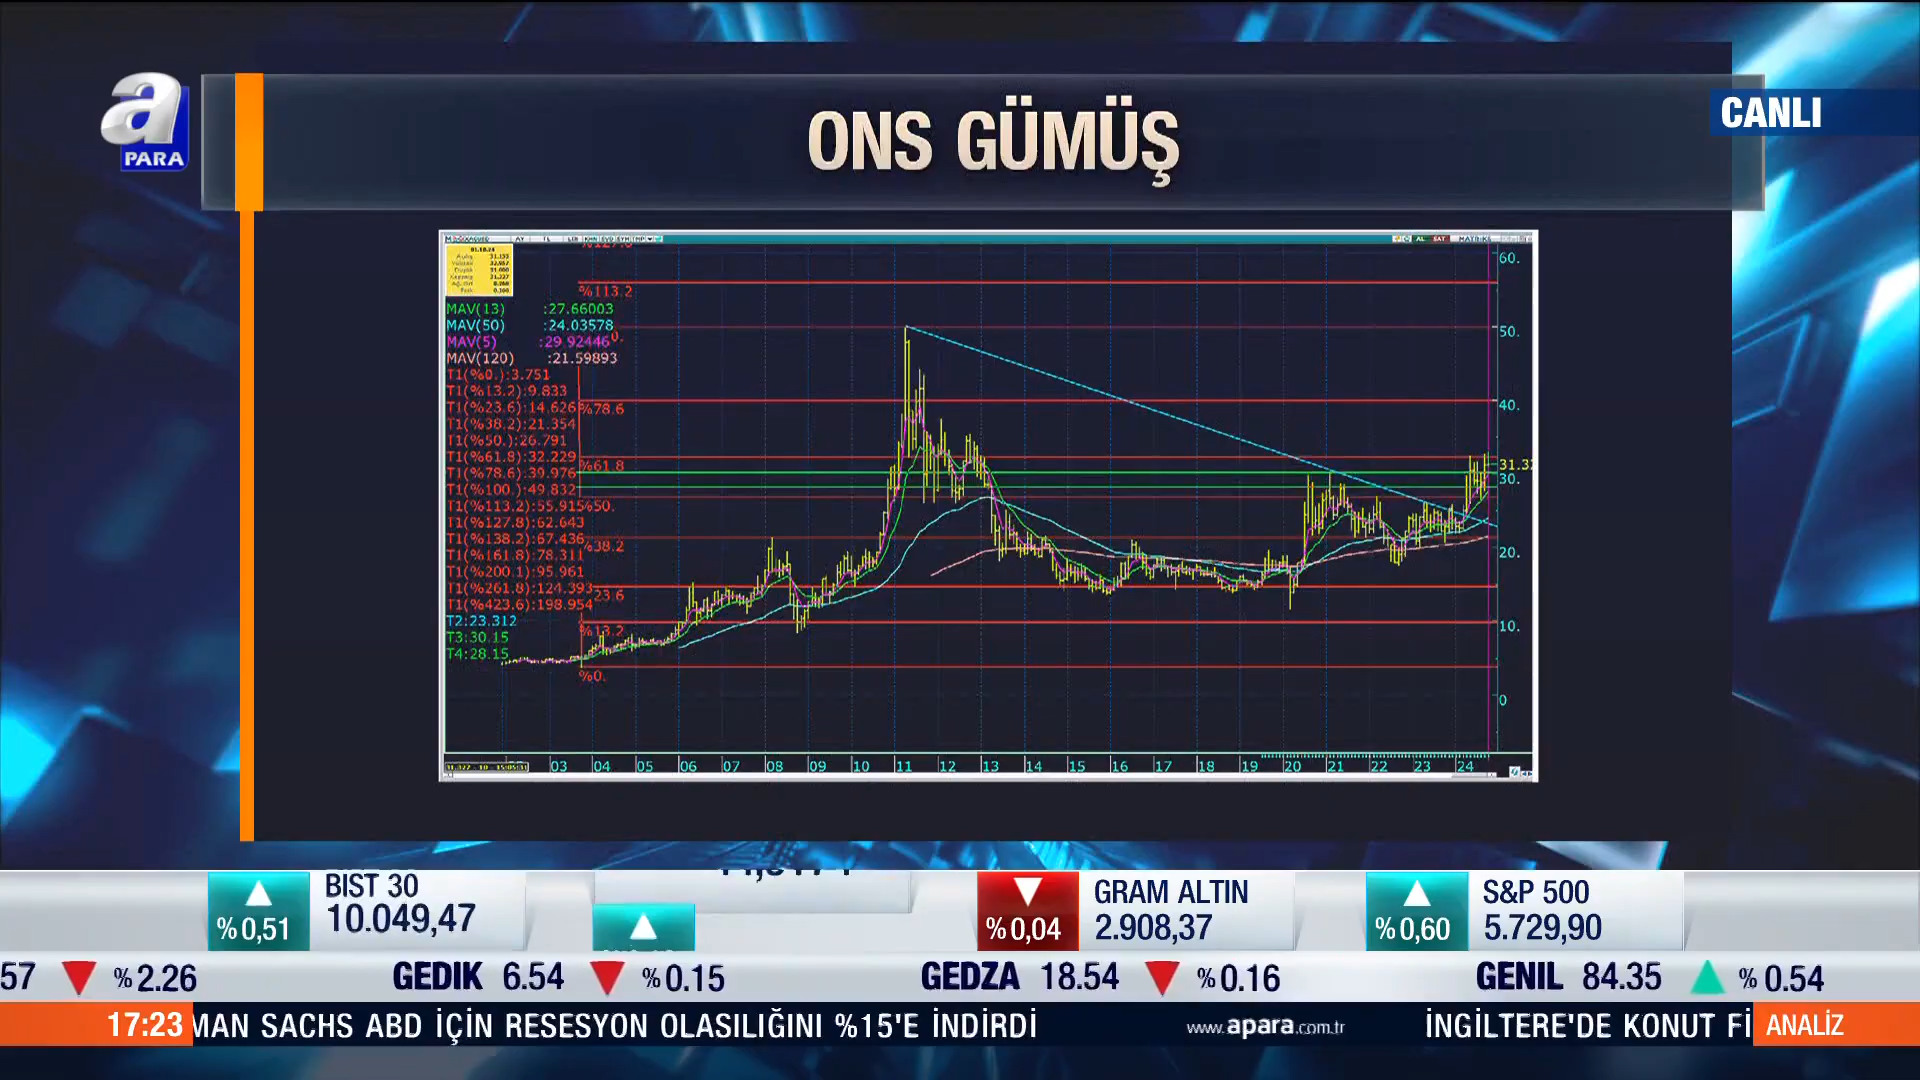 a
PARA
ONS GÜMÜŞ
CANLI
01.10.24
%113.2
MAV(13) :27.66003
MAV(50) :24.03578
MAV(5) :29.92446
MAV(120) :21.59893
T1(%0.):3.751
T1(%13.2):9.833
T1(%23.6):14.626
T1(%38.2):21.354
T1(%50.):26.791
T1(%61.8):32.229
T1(%78.6):39.976
T1(%100.):49.832
T1(%113.2):55.915
T1(%127.8):62.643
T1(%138.2):67.436
T1(%161.8):78.311
T1(%200.1):95.961
T1(%261.8):124.393
T1(%423.6):198.954
T2:23.312
T3:30.15
T4:28.15
%78.6
%61.8
%50.
%38.2
23.6
%13.2
%0.
60.
50.
40.
31.3
30.
20.
10.
0
03 04 05 06 07 08 09 10 11 12 13 14 15 16 17 18 19 20 21 22 23 24
%0,51 BIST 30 10.049,47
%0,04 GRAM ALTIN 2.908,37
%0,60 S&P 500 5.729,90
57 %2.26 GEDIK 6.54 %0.15 GEDZA 18.54 %0.16 GENIL 84.35 %0.54
17:23 MAN SACHS ABD İÇİN RESESYON OLASILIĞINI %15'E İNDİRDİ www.apara.com.tr İNGİLTERE'DE KONUT Fİ ANALİZ